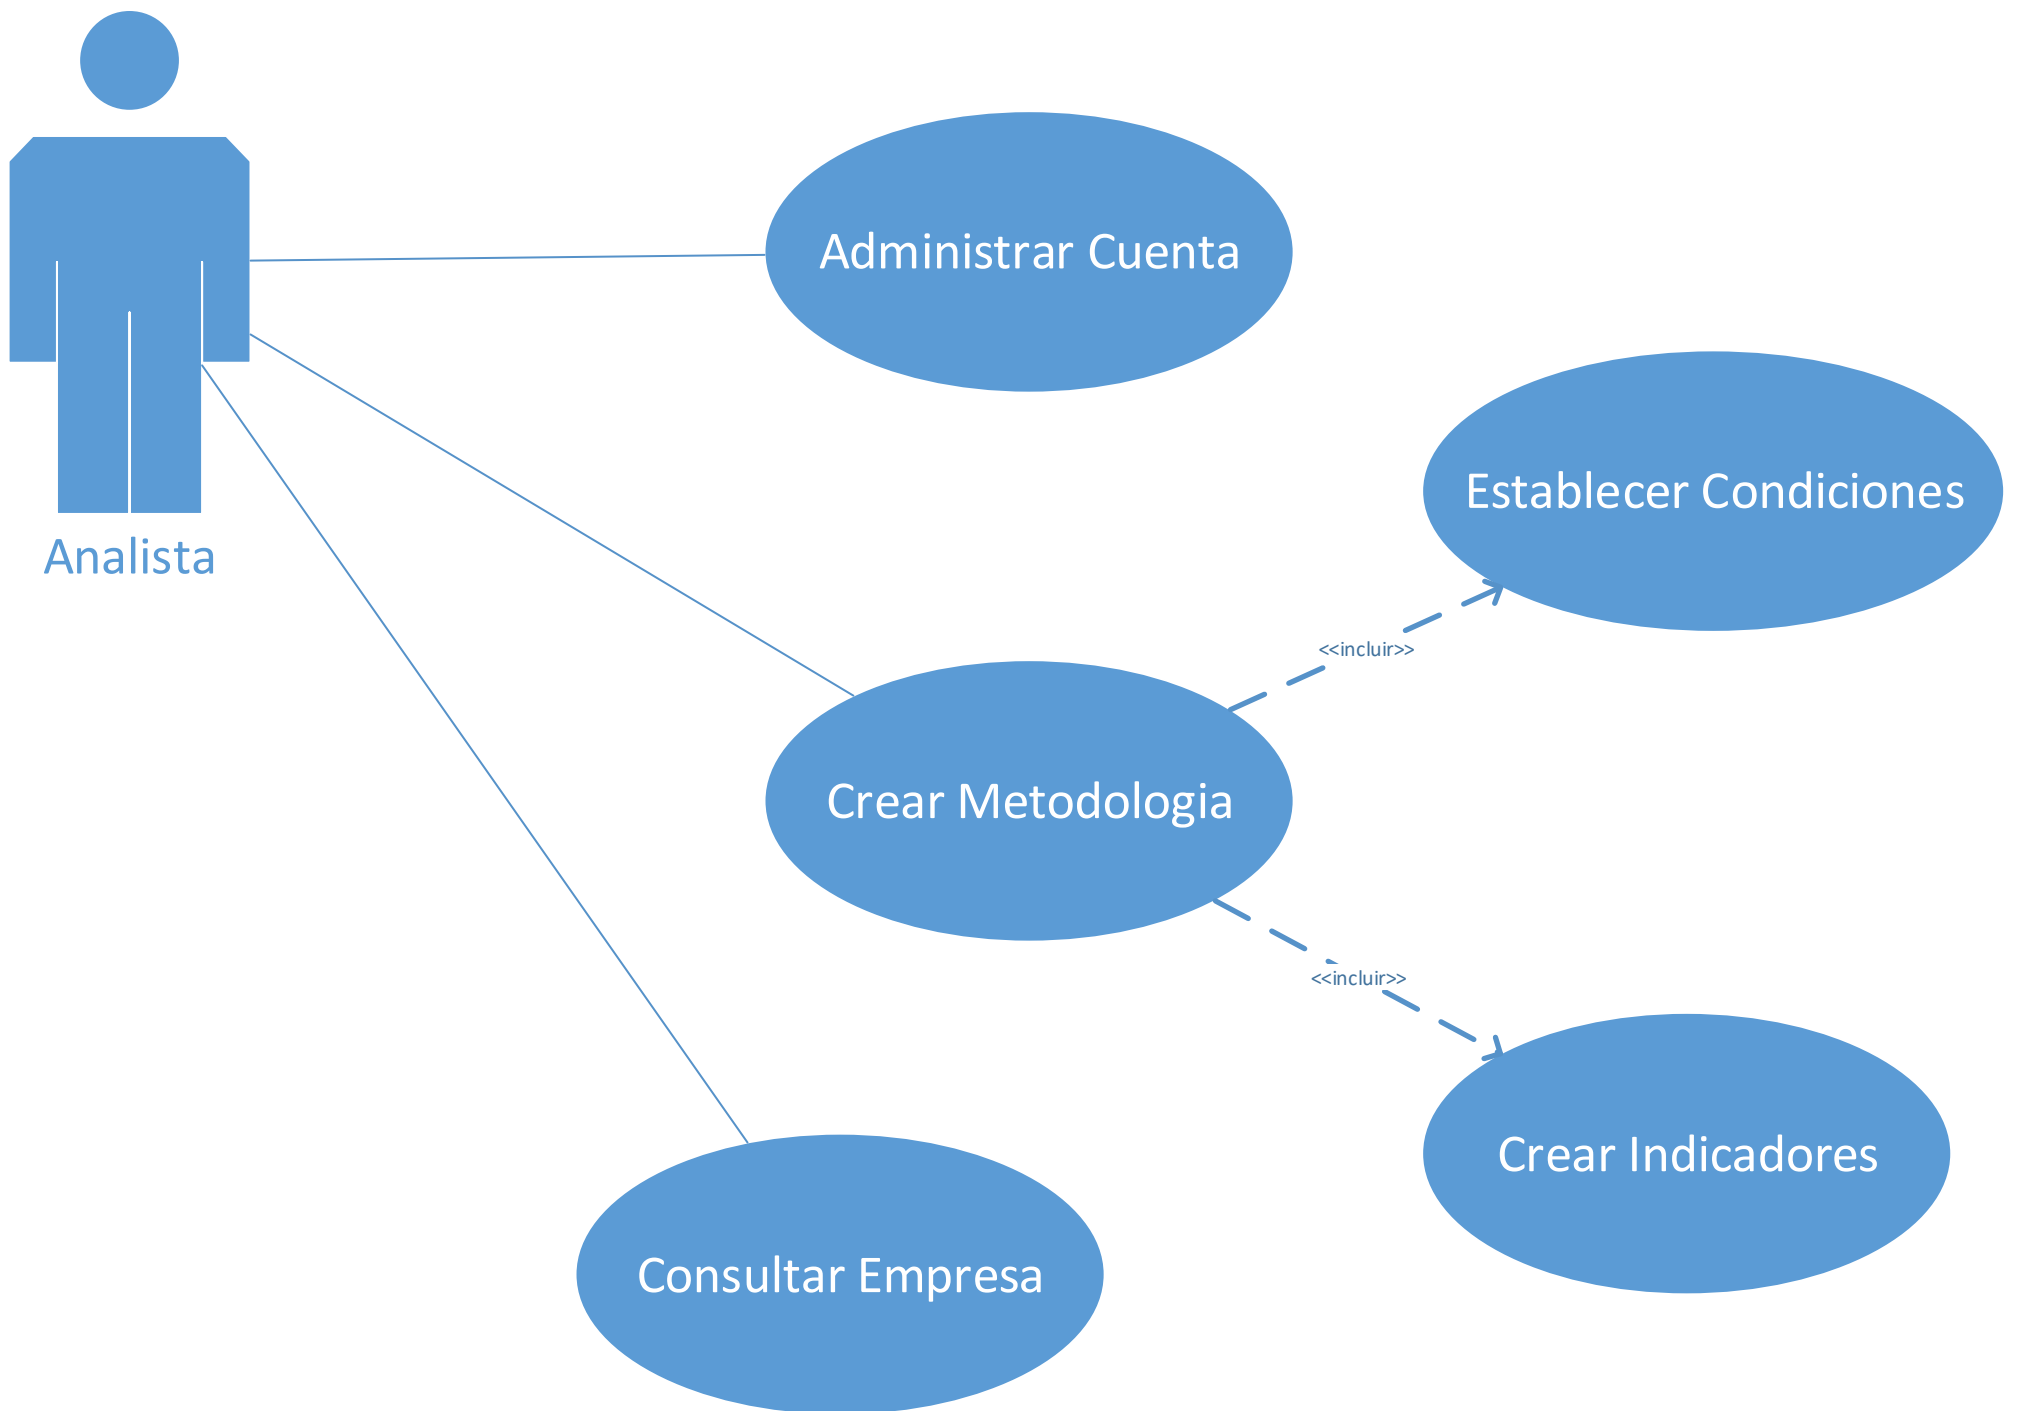 Administrar Cuenta
Establecer Condiciones
Analista
<<incluir>>
Crear Metodologia
<<incluir>>
Crear Indicadores
Consultar Empresa